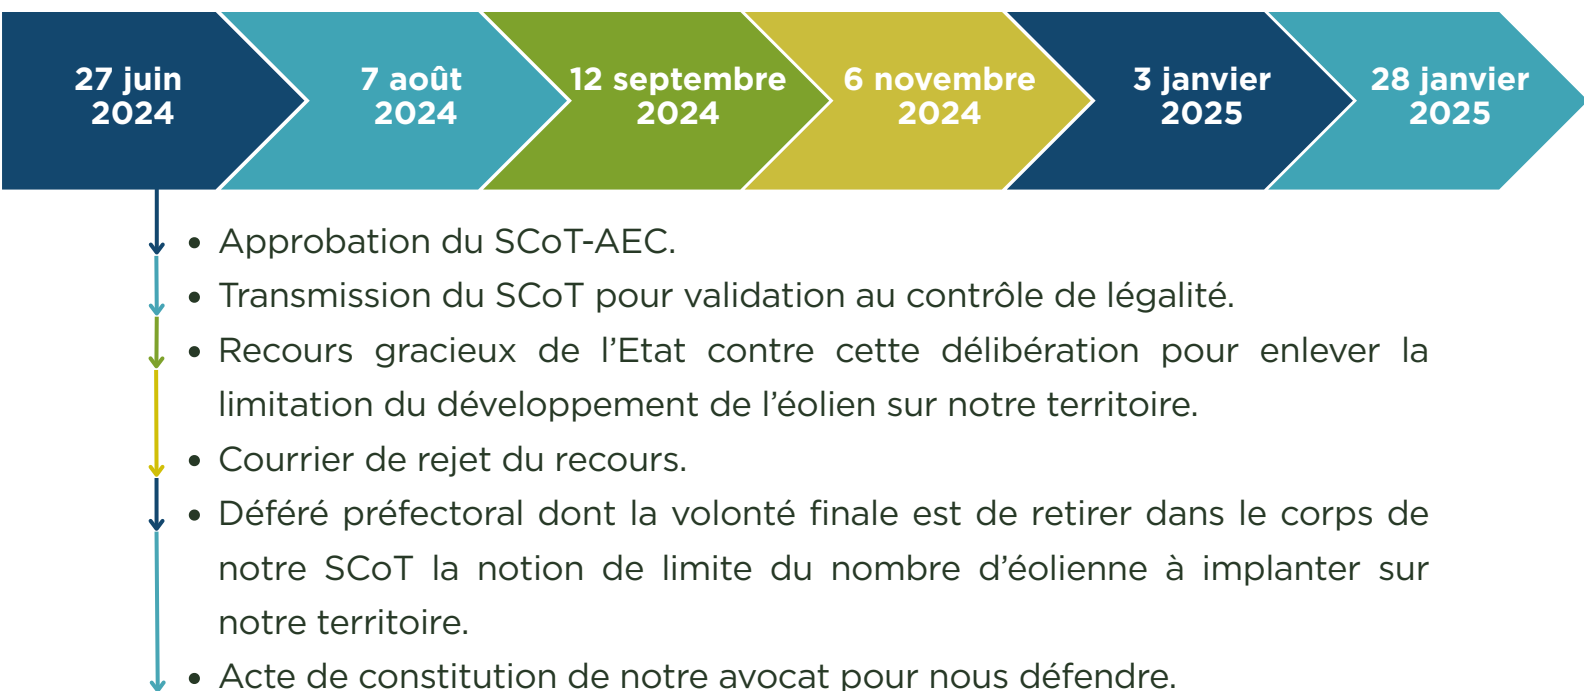 27 juin
2024
7 août
2024
12 septembre
2024
6 novembre
2024
3 janvier
2025
28 janvier
2025
• Approbation du SCoT-AEC.
• Transmission du SCoT pour validation au contrôle de légalité.
• Recours gracieux de l’Etat contre cette délibération pour enlever la
limitation du développement de l’éolien sur notre territoire.
• Courrier de rejet du recours.
• Déféré préfectoral dont la volonté finale est de retirer dans le corps de
notre SCoT la notion de limite du nombre d’éolienne à implanter sur
notre territoire.
• Acte de constitution de notre avocat pour nous défendre.